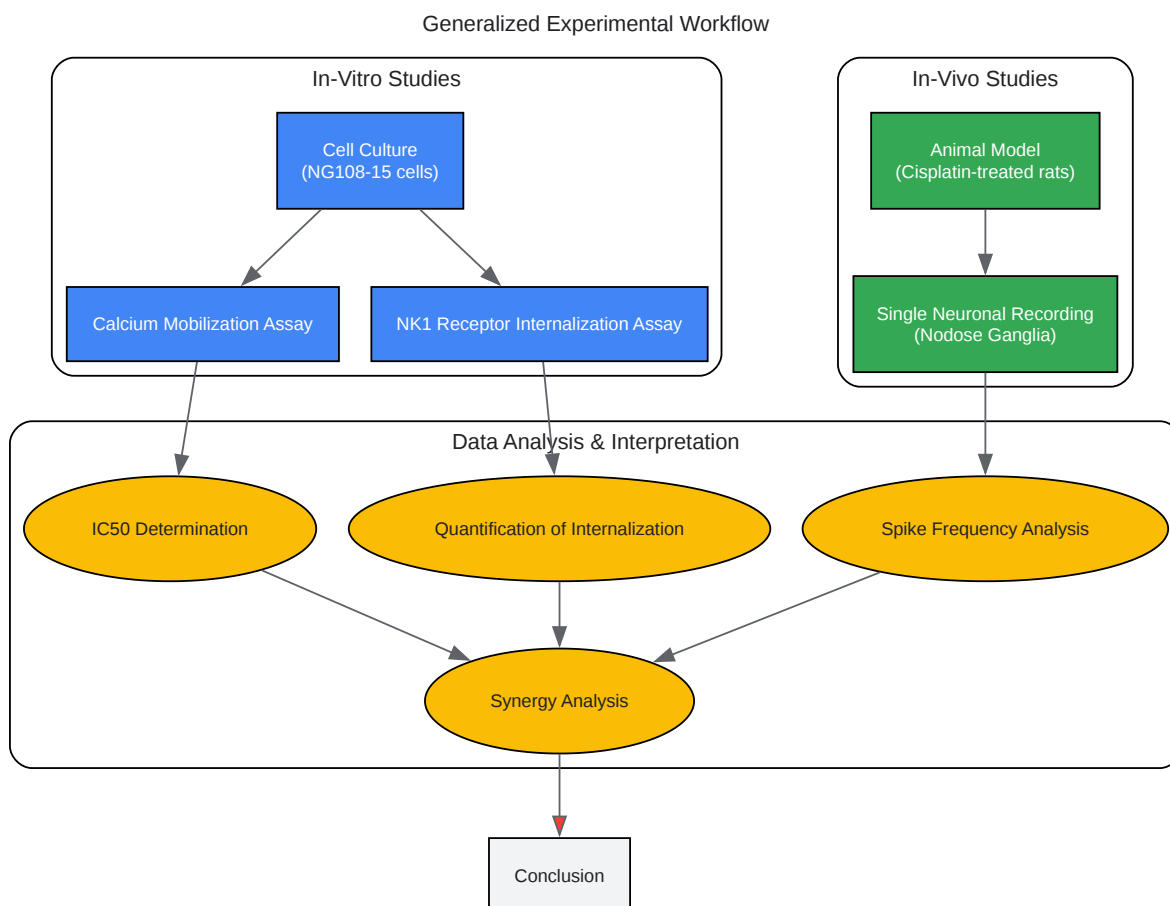 Generalized Experimental Workflow
In-Vitro Studies
In-Vivo Studies
Cell Culture
(NG108-15 cells)
Animal Model
(Cisplatin-treated rats)
Calcium Mobilization Assay
NK1 Receptor Internalization Assay
Single Neuronal Recording
(Nodose Ganglia)
Data Analysis & Interpretation
IC50 Determination
Quantification of Internalization
Spike Frequency Analysis
Synergy Analysis
Conclusion